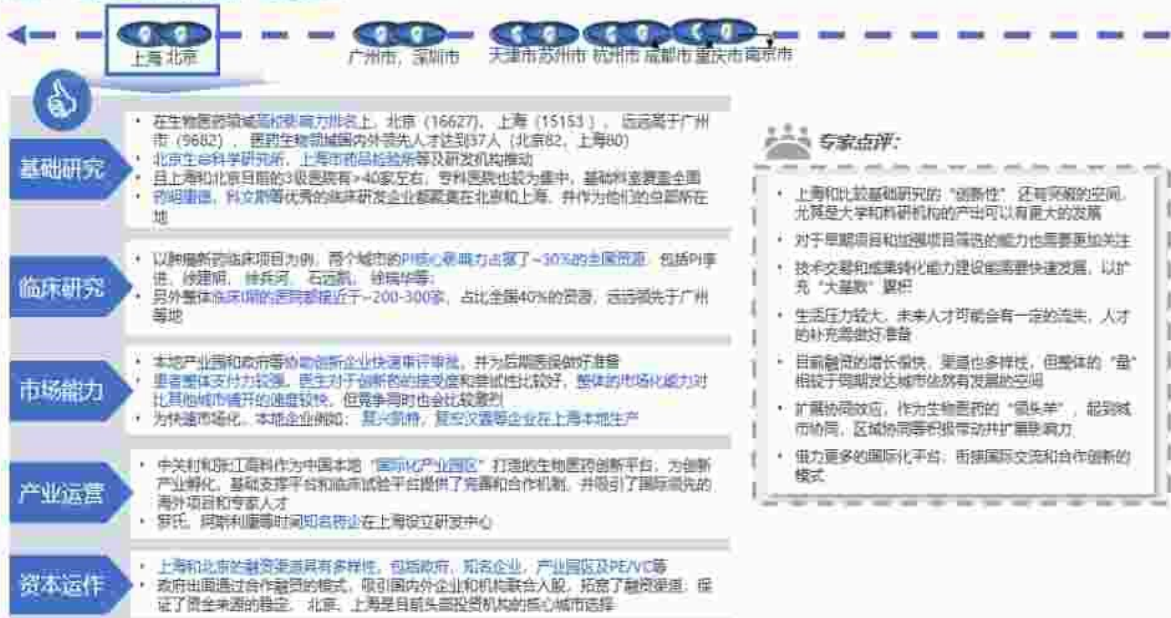 上海 北京
广州市，深圳市
天津市 苏州市 杭州市 成都市 重庆市 南京市
基础研究
• 在生物医药领域高校影响力排名上，北京（16627），上海（15153），远远高于广州
市（9682），医药生物领域国内外领先人才达到37人（北京82，上海80）
• 北京生命科学研究所，上海市药品检验所等及研发机构推动
• 且上海和北京目前的3级医院有>40家左右，专科医院也较为集中，基础科室覆盖全国
• 药明康德，科文斯等优秀的临床研发企业都聚集在北京和上海，并作为他们的总部所在
地
临床研究
• 以肿瘤新药临床项目为例，两个城市的PI核心影响力占据了~30%的全国资源，包括PI李
进，徐建明，徐兵河，石远凯，徐瑞华等.
• 另外整体临床I期的医院都接近于~200-300家，占比全国40%的资源，远远领先于广州
等地
市场能力
• 本地产业园和政府等协助创新企业快速审评审批，并为后期医保做好准备
• 患者整体支付力较强，医生对于创新药的接受度和尝试性比较好，整体的市场化能力对
比其他城市铺开的速度较快，但竞争同时也会比较激烈
• 为快速市场化，本地企业例如：复兴凯特，复宏汉霖等企业在上海本地生产
产业运营
• 中关村和张江高科作为中国本地“国际化产业园区”打造的生物医药创新平台，为创新
产业孵化，基础支撑平台和临床试验平台提供了完善和合作机制，并吸引了国际领先的
海外项目和专家人才
• 罗氏，阿斯利康等时间知名药企在上海设立研发中心
资本运作
• 上海和北京的融资渠道具有多样性，包括政府，知名企业，产业园区及PE/VC等
• 政府出面通过合作融资的模式，吸引国内外企业和机构联合入股，拓宽了融资渠道，保
证了资金来源的稳定，北京，上海是目前头部投资机构的核心城市选择
专家点评：
• 上海和比较基础研究的“创新性”还有突破的空间，
尤其是大学和科研机构的产出可以有更大的发展
• 对于早期项目和加强项目筛选的能力也需要更加关注
• 技术交易和成果转化能力建设能需要快速发展，以扩
充“大基数”累积
• 生活压力较大，未来人才可能会有一定的流失，人才
的补充需做好准备
• 目前融资的增长很快，渠道也多样性，但整体的“量”
相较于同期发达城市依然有发展的空间
• 扩展协同效应，作为生物医药的“领头羊”，起到城
市协同，区域协同等积极带动并扩展影响力
• 借力更多的国际化平台，衔接国际交流和合作创新的
模式